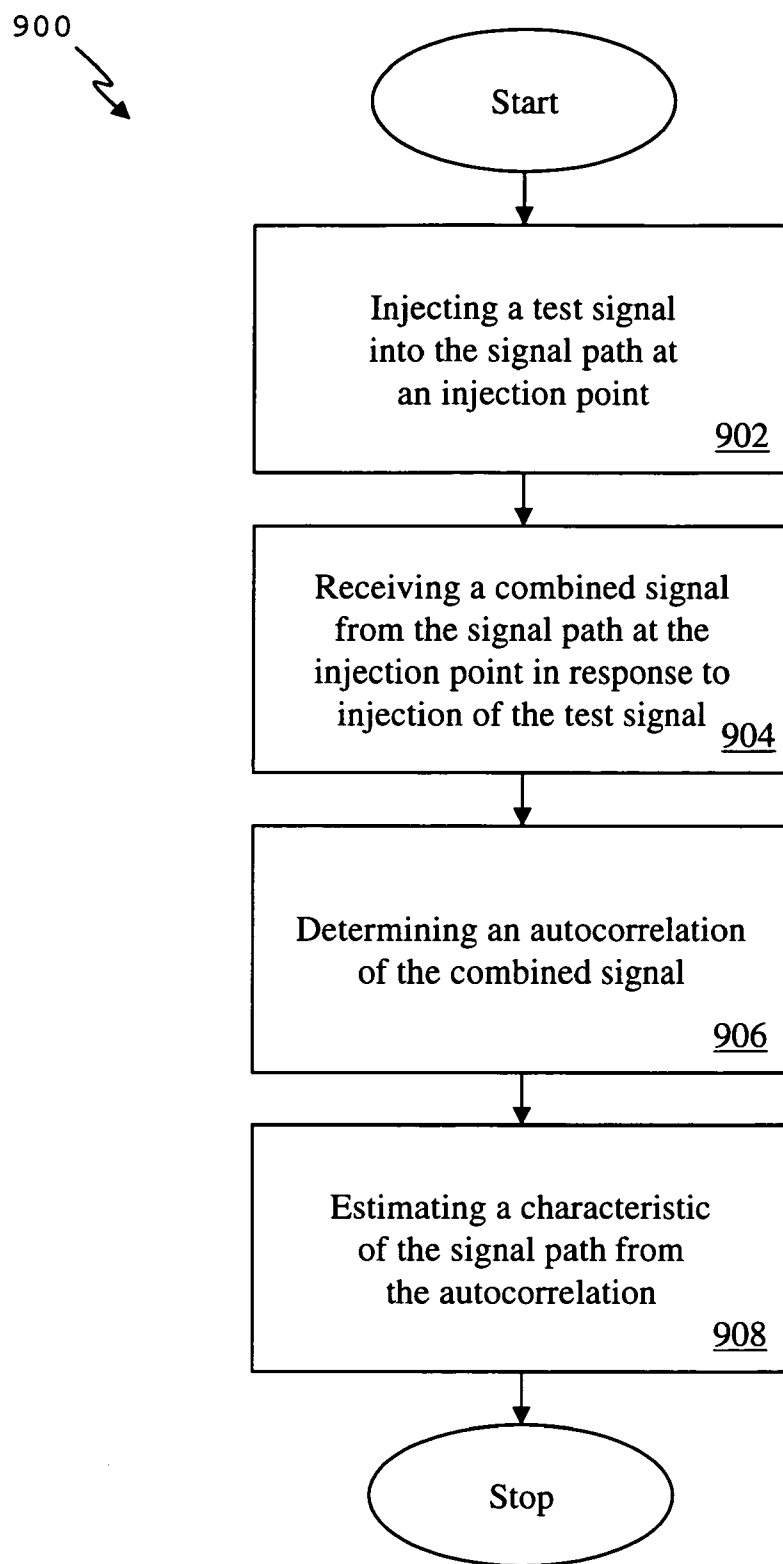 900
Start
Injecting a test signal
into the signal path at
an injection point
902
Receiving a combined signal
from the signal path at the
injection point in response to
injection of the test signal
904
Determining an autocorrelation
of the combined signal
906
Estimating a characteristic
of the signal path from
the autocorrelation
908
Stop